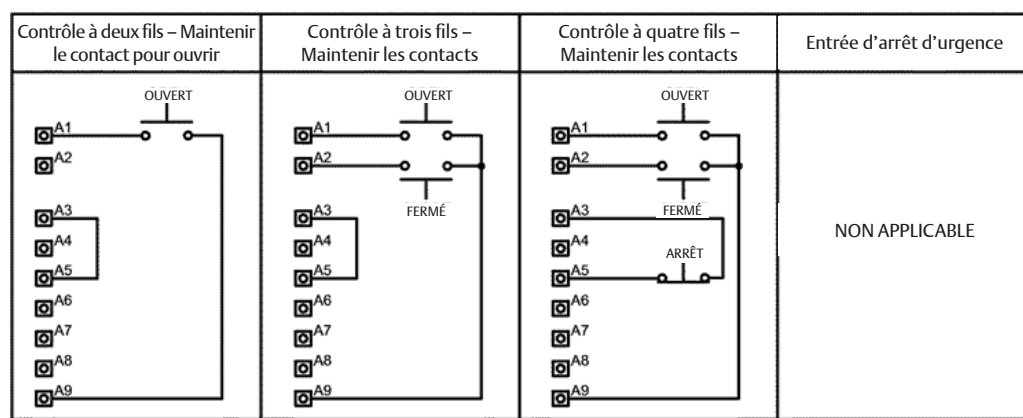 Contrôle à deux fils – Maintenir
le contact pour ouvrir
Contrôle à trois fils –
Maintenir les contacts
Contrôle à quatre fils –
Maintenir les contacts
Entrée d'arrêt d'urgence
OUVERT
A1
A2
A3
A4
A5
A6
A7
A8
A9
OUVERT
A1
A2
FERMÉ
A3
A4
A5
A6
A7
A8
A9
OUVERT
A1
A2
FERMÉ
A3
A4
ARRÊT
A5
A6
A7
A8
A9
NON APPLICABLE